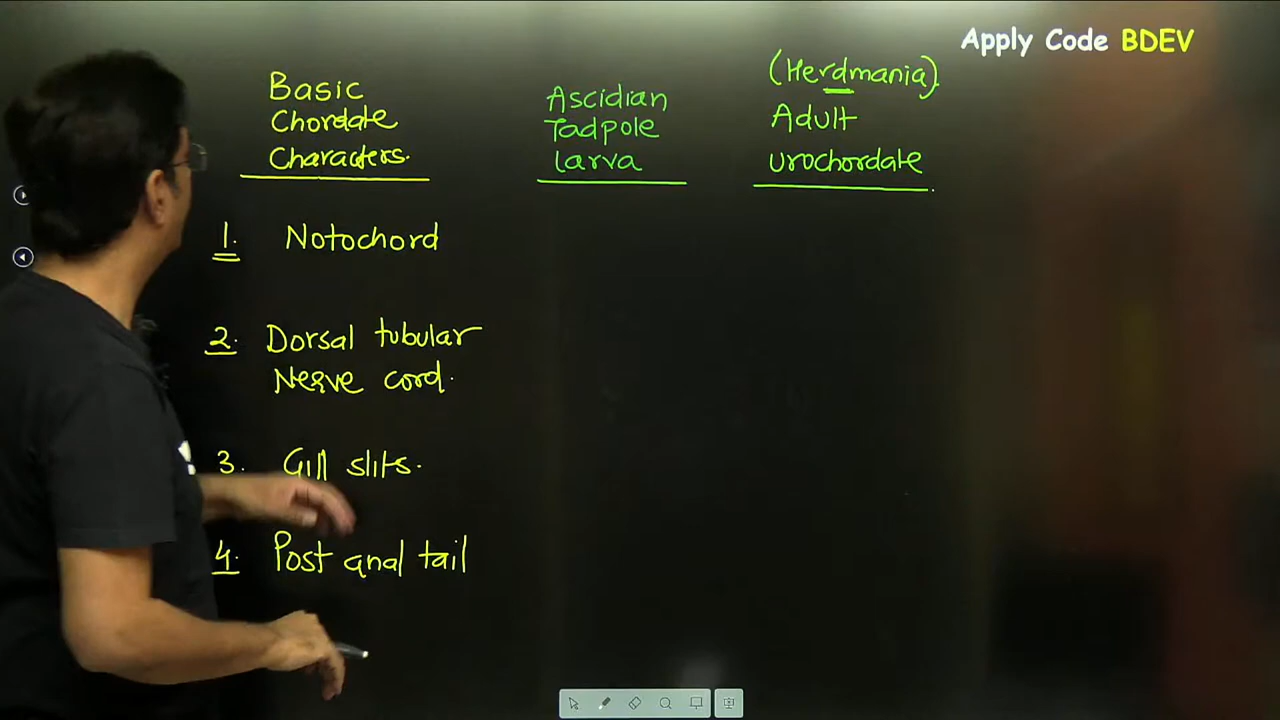 Apply Code BDEV
Basic
Chordate
Characters.
Ascidian
Tadpole
larva
(Herdmania).
Adult
urochordate
1. Notochord
2. Dorsal tubular
Nerve cord.
3. Gill slits.
4. Post anal tail